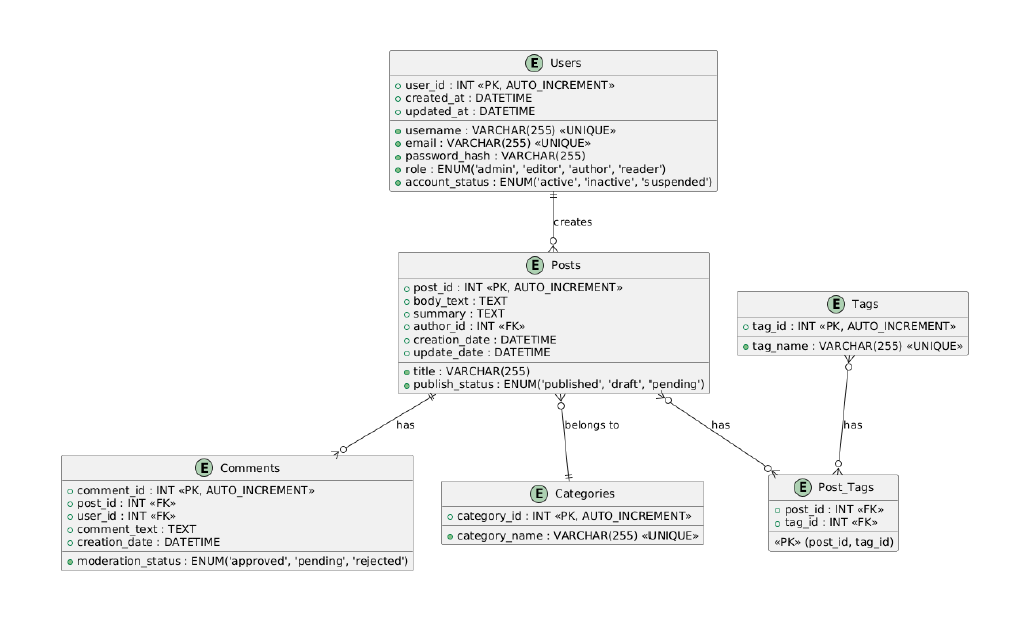 E Users
user_id : INT «PK, AUTO_INCREMENT»
created_at : DATETIME
updated_at : DATETIME
username : VARCHAR(255) «UNIQUE»
email : VARCHAR(255) «UNIQUE»
password_hash : VARCHAR(255)
role : ENUM('admin', 'editor', 'author', 'reader')
account_status : ENUM('active', 'inactive', 'suspended')
creates
E Posts
post_id : INT «PK, AUTO_INCREMENT»
body_text : TEXT
summary : TEXT
author_id : INT «FK»
creation_date : DATETIME
update_date : DATETIME
title : VARCHAR(255)
publish_status : ENUM('published', 'draft', "pending')
E Tags
tag_id : INT «PK, AUTO_INCREMENT»
tag_name : VARCHAR(255) «UNIQUE»
has
belongs to
has
has
E Comments
comment_id : INT «PK, AUTO_INCREMENT»
post_id : INT «FK»
user_id : INT «FK»
comment_text : TEXT
creation_date : DATETIME
moderation_status : ENUM('approved', 'pending', 'rejected')
E Categories
category_id : INT «PK, AUTO_INCREMENT»
category_name : VARCHAR(255) «UNIQUE»
E Post_Tags
post_id : INT «FK»
tag_id : INT «FK»
«PK» (post_id, tag_id)